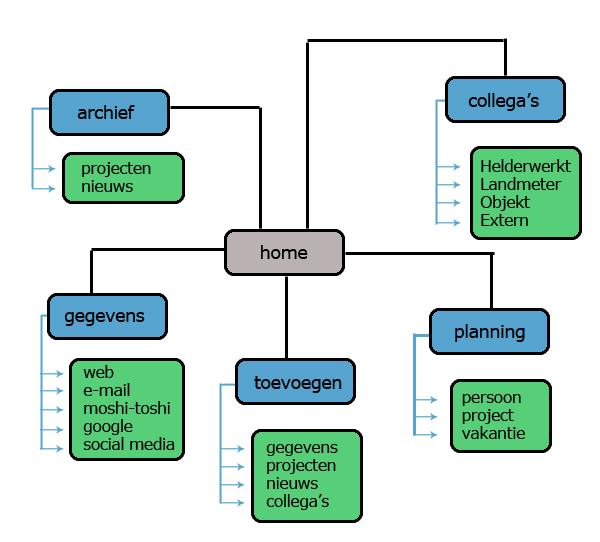 archief
projecten
nieuws
collega's
Helderwerkt
Landmeter
Objekt
Extern
home
gegevens
web
e-mail
moshi-toshi
google
social media
toevoegen
gegevens
projecten
nieuws
collega's
planning
persoon
project
vakantie